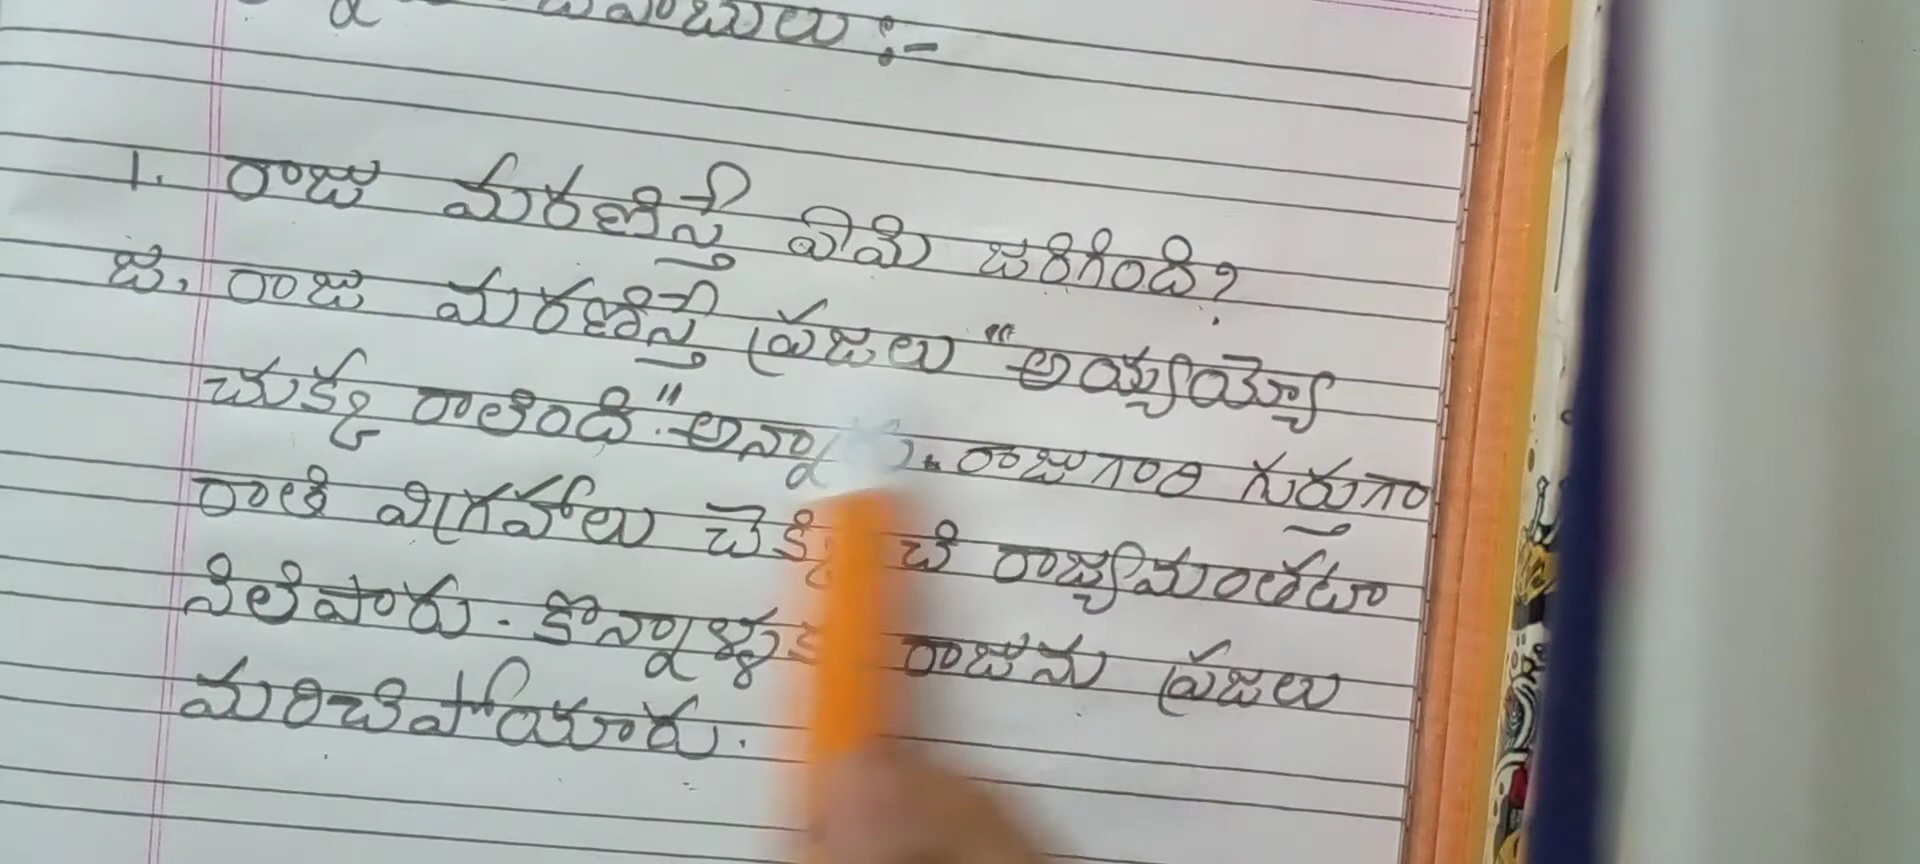 1. రాజు మరణిస్తే ఏమి జరిగింది?
జ. రాజు మరణిస్తే ప్రజలు "అయ్యయ్యో
చుక్క రాలింది." అన్నారు. రాజుగారి గుర్తుగా
రాతి విగ్రహాలు రాజ్యమంతటా
నిలిపారు. కొన్నాళ్ళకు రాజును ప్రజలు
మరిచిపోయారు.